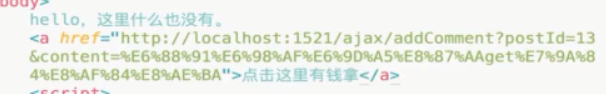 body>
hello，这里什么也没有。
<a href="http://localhost:1521/ajax/addComment?postId=13
&content=%E6%88%91%E6%98%AF%E6%9D%A5%E8%87%AAget%E7%9A%8
4%E8%AF%84%E8%AE%BA">点击这里有钱拿</a>
<script>